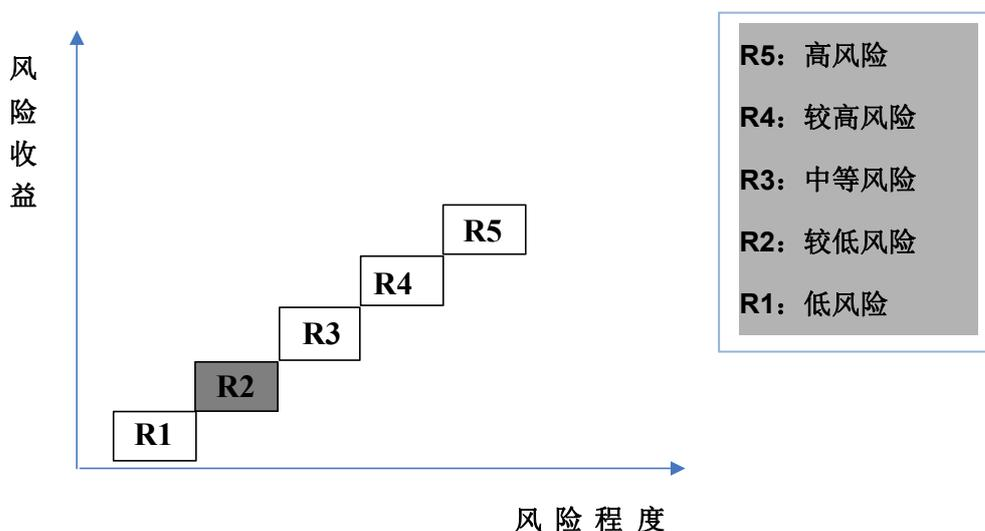 风
险
收
益
R5
R4
R3
R2
R1
风 险 程 度
R5：高风险
R4：较高风险
R3：中等风险
R2：较低风险
R1：低风险